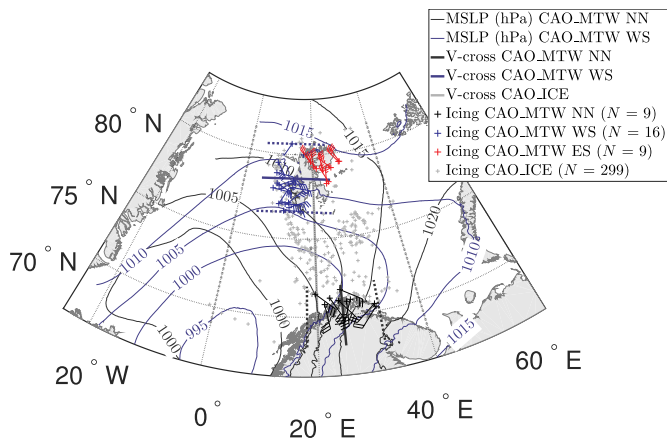 MSLP (hPa) CAO_MTW NN
MSLP (hPa) CAO_MTW WS
V-cross CAO_MTW NN
V-cross CAO_MTW WS
V-cross CAO_ICE
Icing CAO_MTW NN (N = 9)
Icing CAO_MTW WS (N = 16)
Icing CAO_MTW ES (N = 9)
Icing CAO_ICE (N = 299)
80 ° N
75 ° N
70 ° N
20 ° W
0 °
20 ° E
40 ° E
60 ° E
1015
1015
1005
1020
1010
1005
1000
1010
1000
995
1000
1015